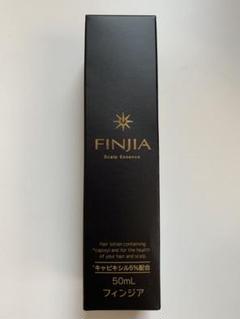 FINJIA
Scalp Essence
Hair lotion containing
*capixyl and for the health
of your hair and scalp.
*キャピキシル5%配合
50mL
フィンジア